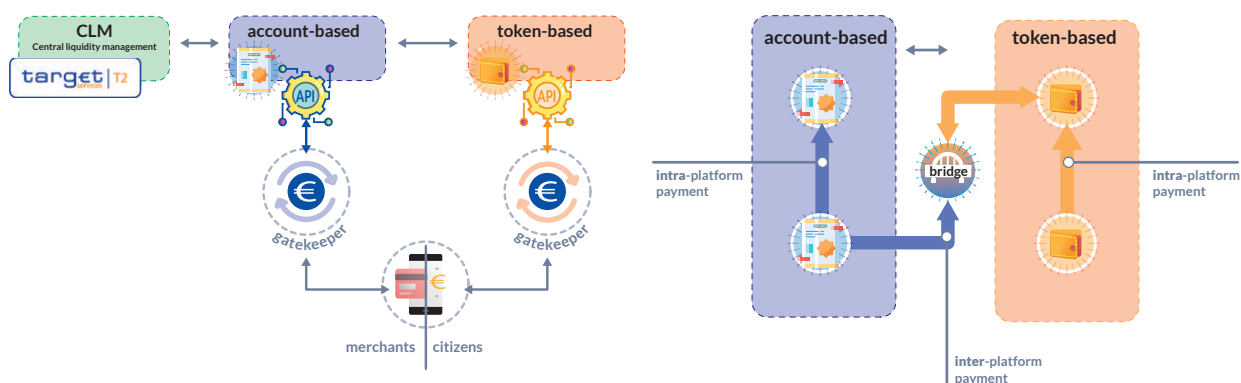 CLM
Central liquidity management
target | T2
services
account-based
token-based
API
API
gatekeeper
gatekeeper
merchants
citizens
account-based
token-based
bridge
intra-platform
payment
intra-platform
payment
inter-platform
payment